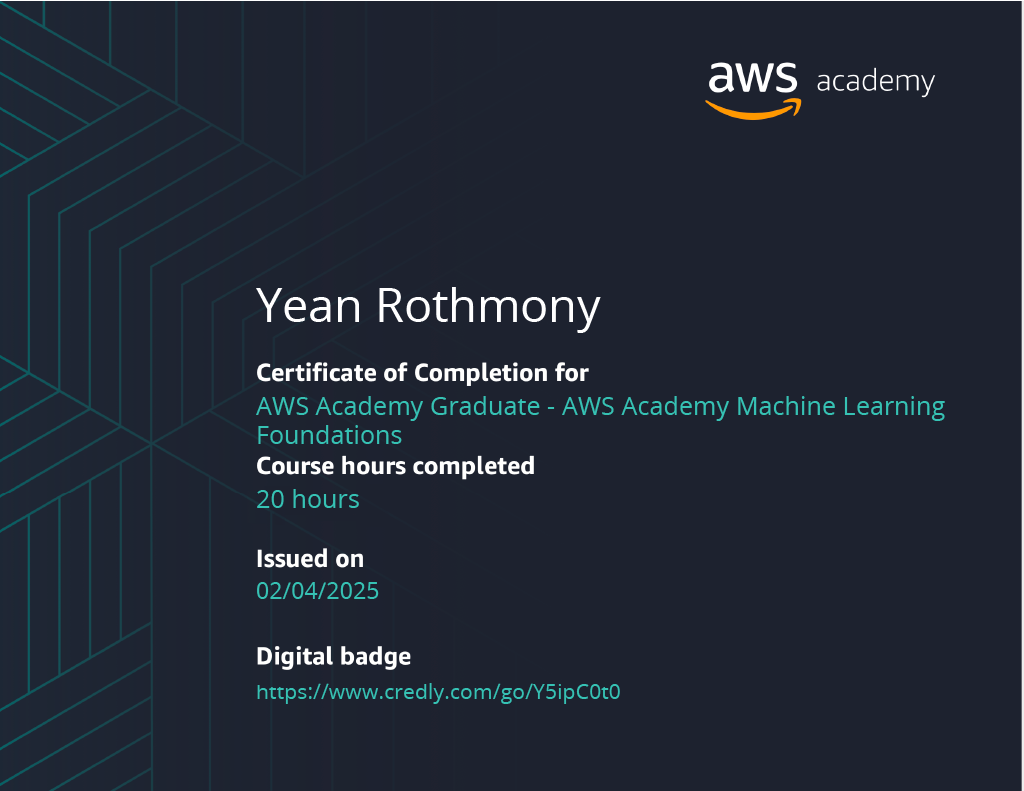 aws academy
Yean Rothmony
Certificate of Completion for
AWS Academy Graduate - AWS Academy Machine Learning
Foundations
Course hours completed
20 hours
Issued on
02/04/2025
Digital badge
https://www.credly.com/go/Y5ipC0t0